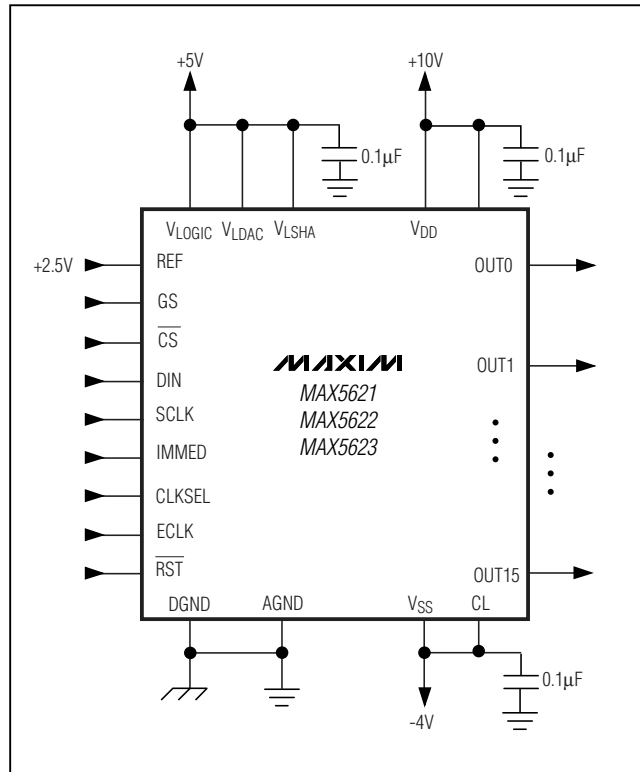 +5V
+10V
0.1µF
0.1µF
VLOGIC
VLDAC
VLSHA
VDD
+2.5V
REF
OUT0
GS
CS
DIN
MAXIM
OUT1
SCLK
MAX5621
MAX5622
IMMED
MAX5623
CLKSEL
ECLK
RST
OUT15
DGND
AGND
VSS
CL
0.1µF
-4V